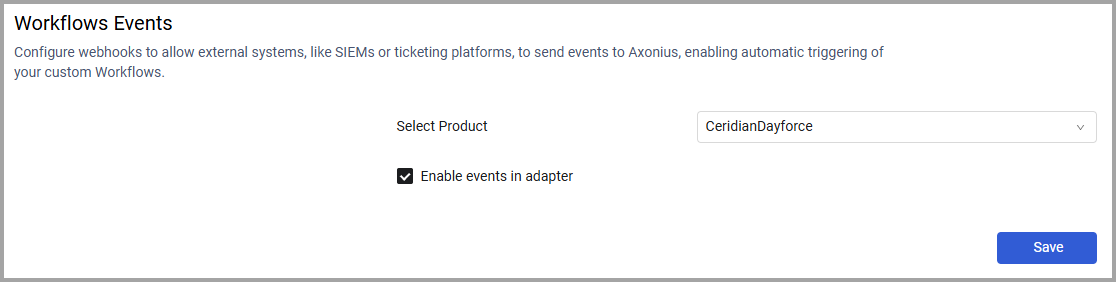 Workflows Events
Configure webhooks to allow external systems, like SIEMs or ticketing platforms, to send events to Axonius, enabling automatic triggering of
your custom Workflows.
Select Product
CeridianDayforce
Enable events in adapter
Save